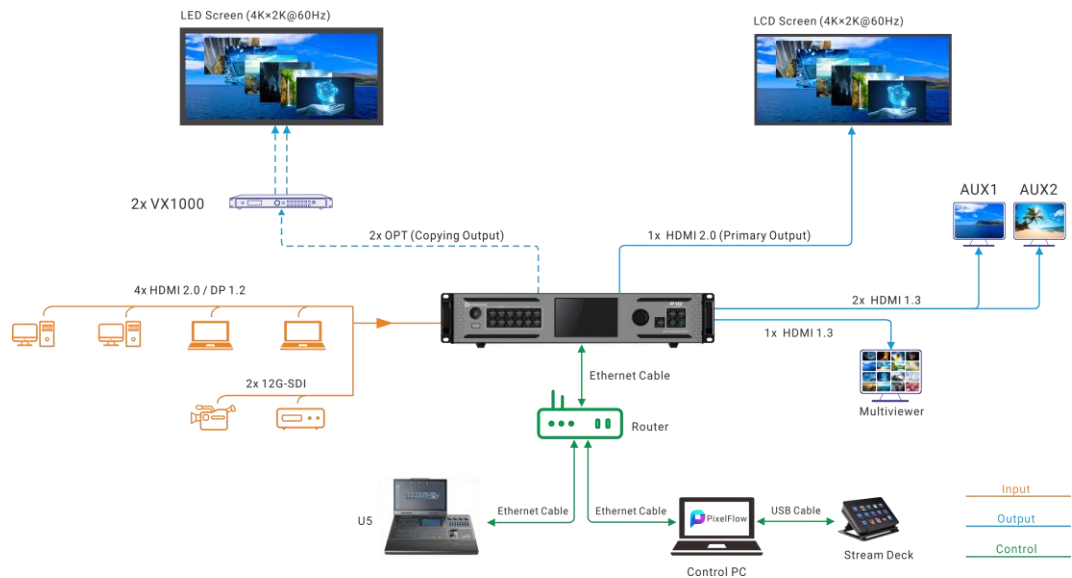 LED Screen (4K×2K@60Hz)
LCD Screen (4K×2K@60Hz)
2x VX1000
AUX1
AUX2
2x OPT (Copying Output)
1x HDMI 2.0 (Primary Output)
4x HDMI 2.0 / DP 1.2
2x HDMI 1.3
1x HDMI 1.3
Ethernet Cable
2x 12G-SDI
Multiviewer
Router
Input
U5
Ethernet Cable
Ethernet Cable
PixelFlow
USB Cable
Output
Stream Deck
Control
Control PC